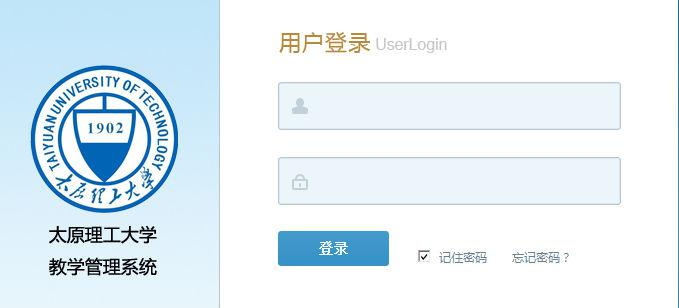 TAIYUAN UNIVERSITY OF TECHNOLOGY
1902
太原理工大学
太原理工大学
教学管理系统
用户登录 UserLogin
登录
记住密码 忘记密码？